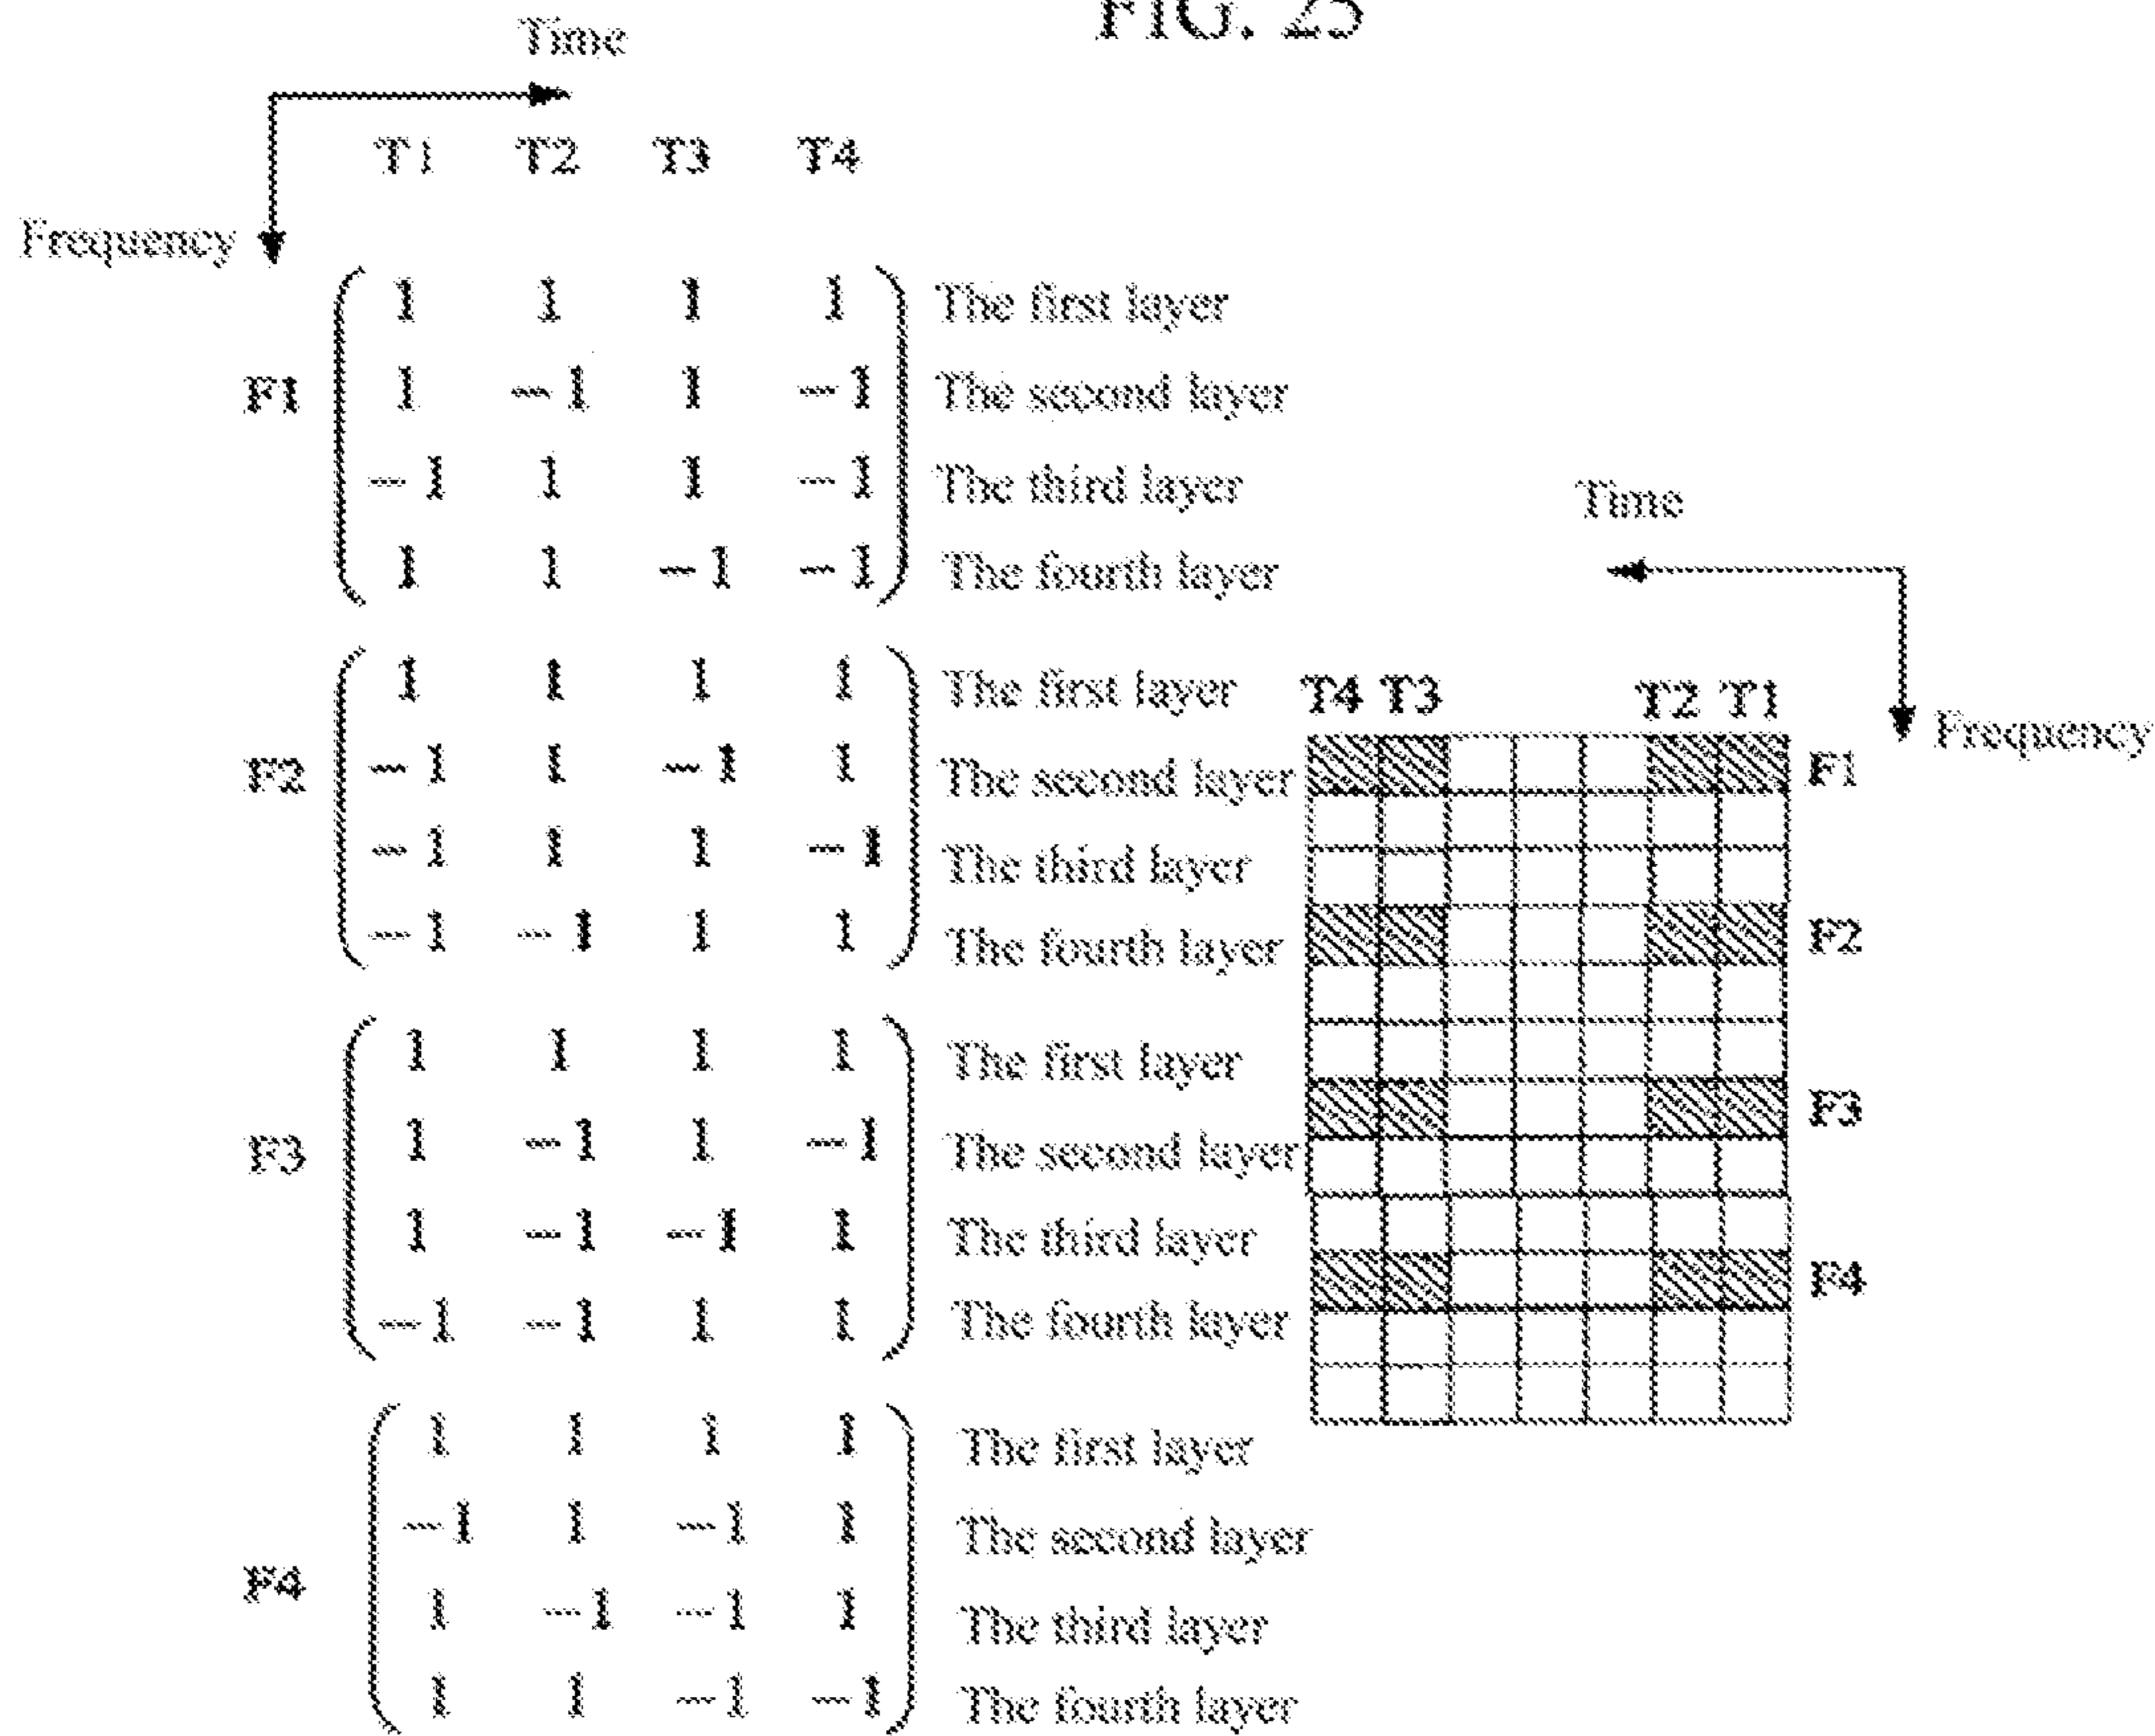 FIG. 25
Time
T1 T2 T3 T4
Frequency
F1
1 1 1 1 The first layer
1 -1 1 -1 The second layer
-1 1 1 -1 The third layer
1 1 -1 -1 The fourth layer
F2
1 1 1 1 The first layer
-1 1 -1 1 The second layer
-1 1 1 -1 The third layer
-1 -1 1 1 The fourth layer
F3
1 1 1 1 The first layer
1 -1 1 -1 The second layer
1 -1 -1 1 The third layer
-1 -1 1 1 The fourth layer
F4
1 1 1 1 The first layer
-1 1 -1 1 The second layer
1 -1 -1 1 The third layer
1 1 -1 -1 The fourth layer
Time
Frequency
T4 T3 T2 T1
F1
F2
F3
F4